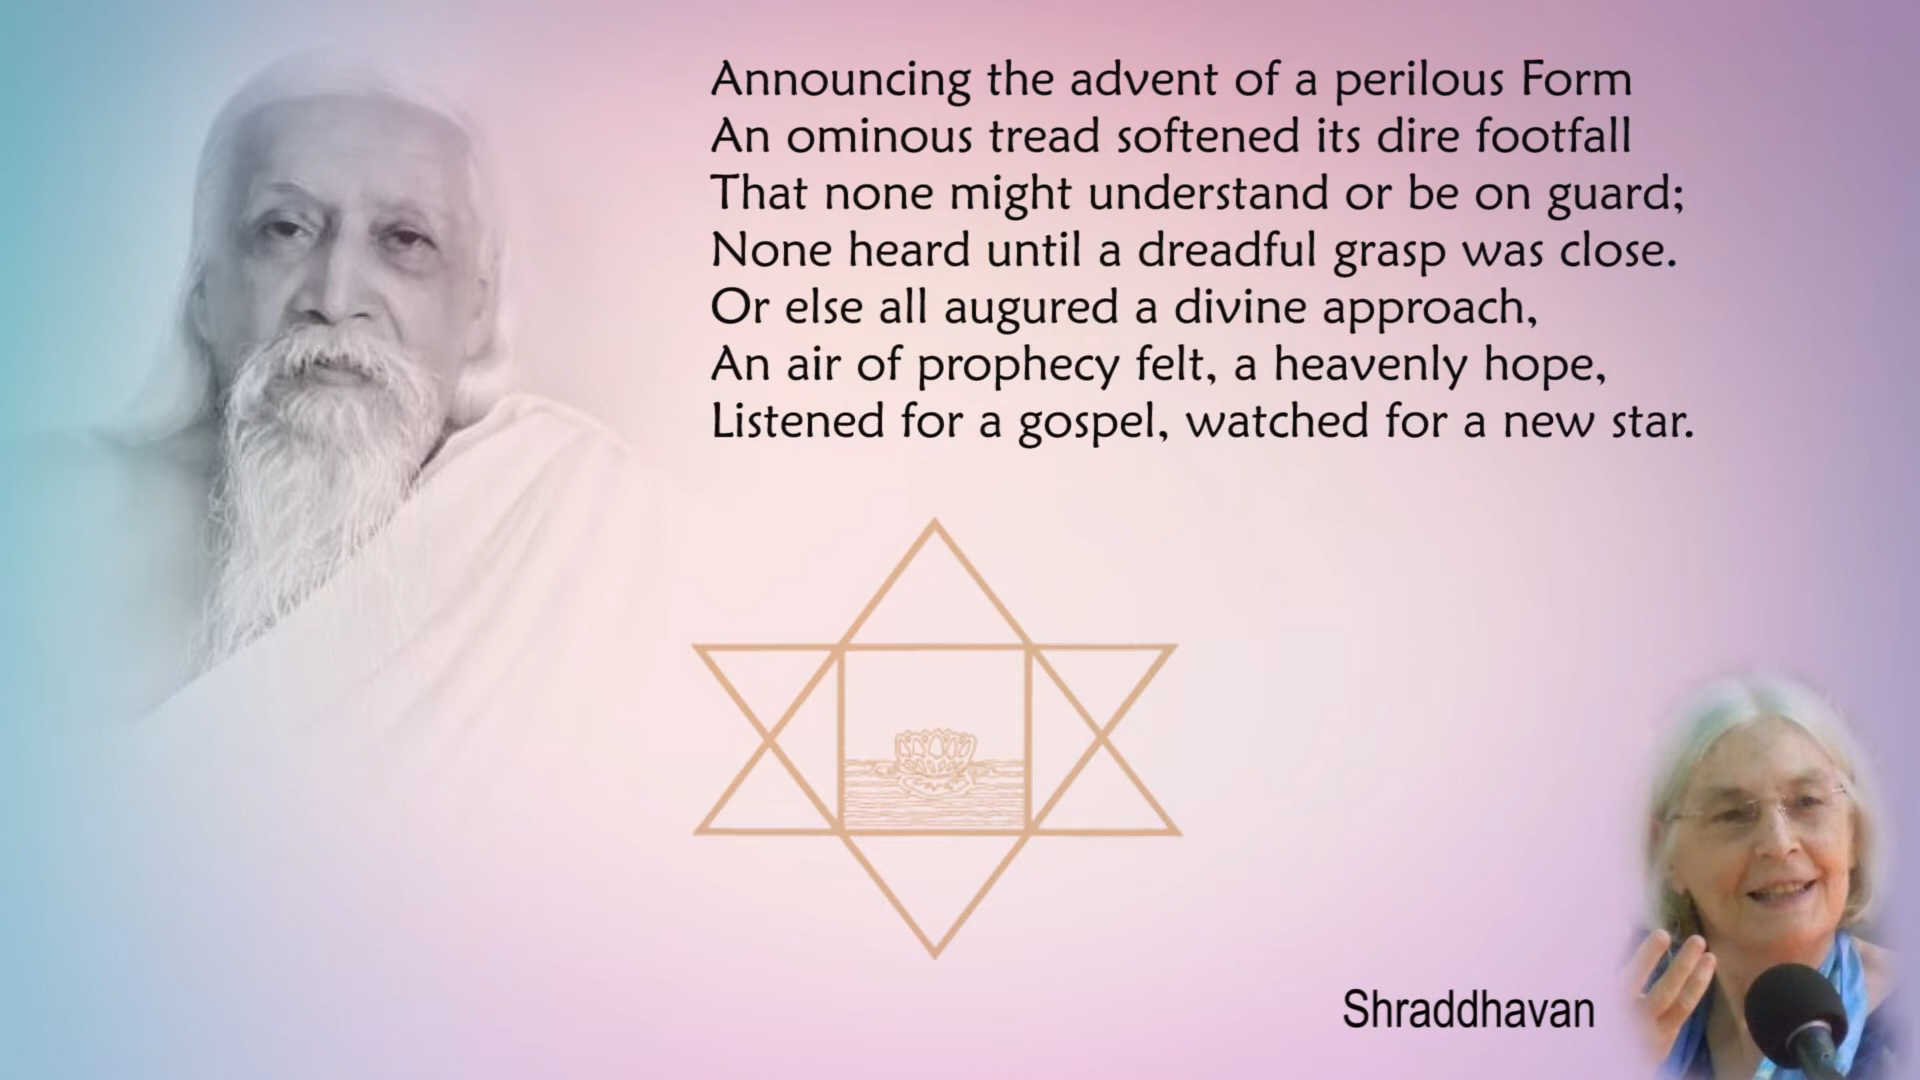 Announcing the advent of a perilous Form
An ominous tread softened its dire footfall
That none might understand or be on guard;
None heard until a dreadful grasp was close.
Or else all augured a divine approach,
An air of prophecy felt, a heavenly hope,
Listened for a gospel, watched for a new star.
Shraddhavan